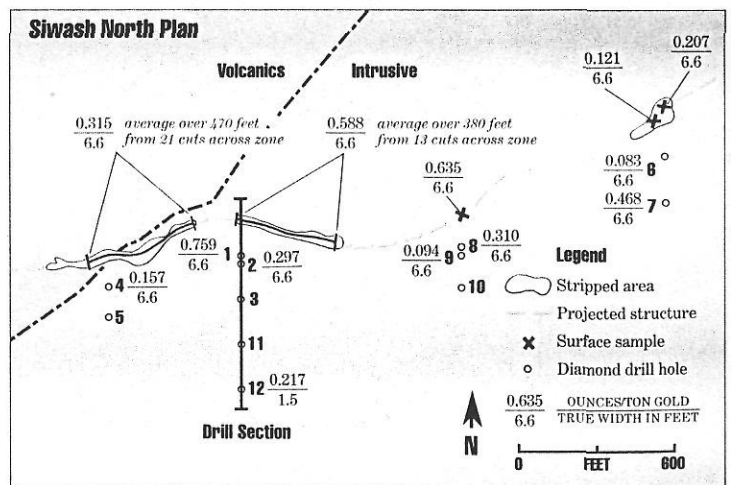 Siwash North Plan
Volcanics
Intrusive
0.207
6.6
0.121
6.6
0.315
6.6
average over 470 feet
from 21 cuts across zone
0.588
6.6
average over 380 feet
from 13 cuts across zone
0.635
6.6
0.083
6.6
6
0.468
6.6
7
0.759
6.6
1
2
0.297
6.6
8
0.310
6.6
0.094
6.6
9
10
4
0.157
6.6
5
3
11
12
0.217
1.5
Drill Section
Legend
Stripped area
Projected structure
Surface sample
Diamond drill hole
0.635
6.6
OUNCES/TON GOLD
TRUE WIDTH IN FEET
N
0
FEET
600